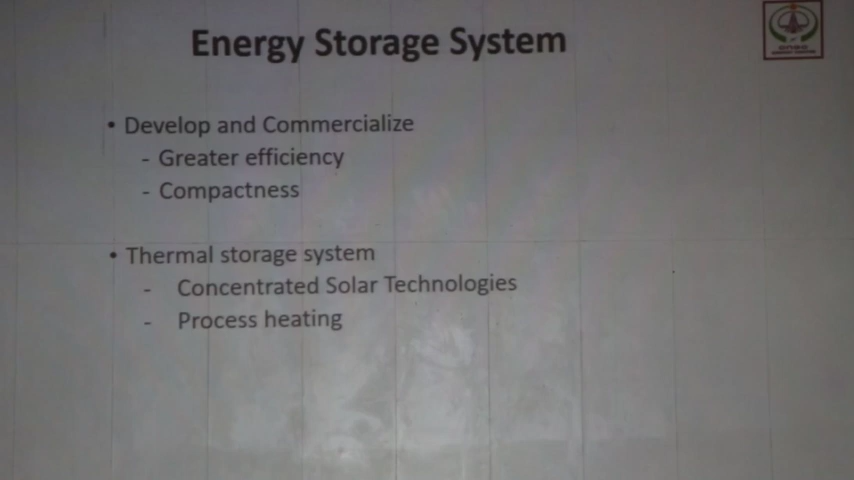 Energy Storage System
• Develop and Commercialize
- Greater efficiency
- Compactness
• Thermal storage system
- Concentrated Solar Technologies
- Process heating